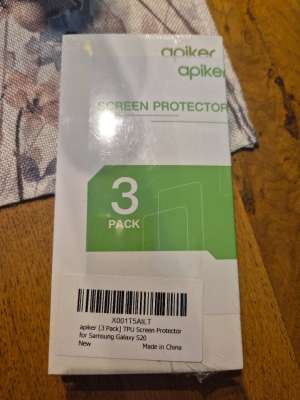 apiker
apiker
SCREEN PROTECTOR
3
PACK
X001T5AILT
apiker [3 Pack] TPU Screen Protector
for Samsung Galaxy S20
New Made in China